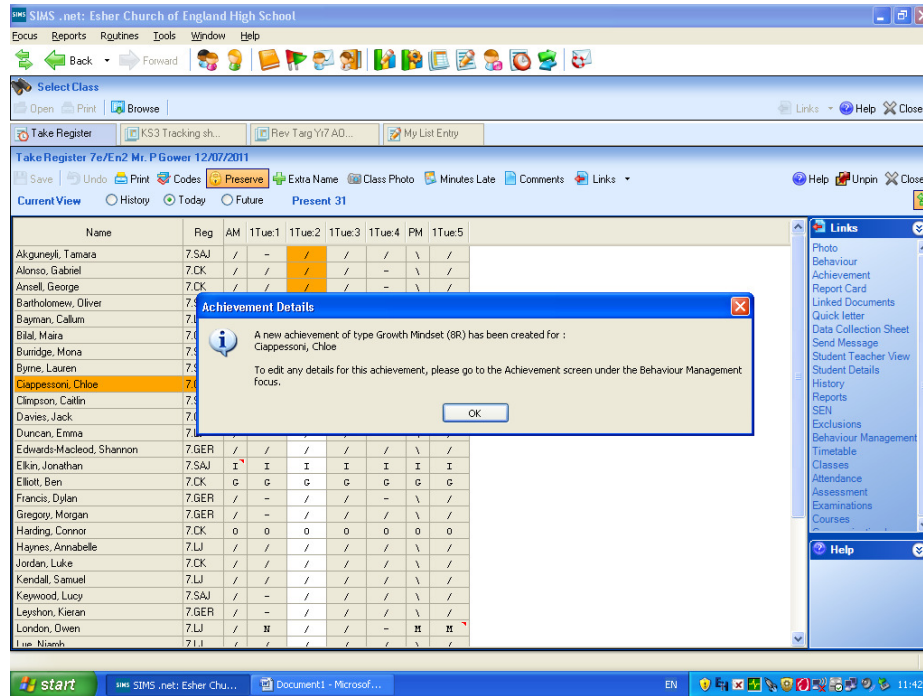 SIMS SIMS .net: Esher Church of England High School
Focus Reports Routines Tools Window Help
Back Forward
Select Class
Open Print Browse Links Help Close
Take Register KS3 Tracking sh... Rev Targ Yr7 AO... My List Entry
Take Register 7e/En2 Mr. P Gower 12/07/2011
Save Undo Print Codes Preserve Extra Name Class Photo Minutes Late Comments Links Help Unpin Close
Current View History Today Future Present 31
Name Reg AM 1Tue:1 1Tue:2 1Tue:3 1Tue:4 PM 1Tue:5
Akguneyli, Tamara 7.SAJ / - / / / \ /
Alonso, Gabriel 7.CK / / / / - \ /
Ansell, George 7.CK / / / / - \ /
Bartholomew, Oliver
Bayman, Callum
Bilal, Maira
Burridge, Mona
Byrne, Lauren
Ciappessoni, Chloe
Climpson, Caitlin
Davies, Jack
Duncan, Emma
Edwards-Macleod, Shannon 7.GER / / / / / \ /
Elkin, Jonathan 7.SAJ I I I I I I I
Elliott, Ben 7.CK G G G G G G G
Francis, Dylan 7.GER / - / / - \ /
Gregory, Morgan 7.GER / - / / / \ /
Harding, Connor 7.CK O O O O O O O
Haynes, Annabelle 7.LJ / / / / / \ /
Jordan, Luke 7.CK / / / / / \ /
Kendall, Samuel 7.LJ / / / / / \ /
Keywood, Lucy 7.SAJ / - / / / \ /
Leyshon, Kieran 7.GER / - / / / \ /
London, Owen 7.LJ / N / / - M M
Lue, Niamh 7.LJ / / / / / \ /
Achievement Details
A new achievement of type Growth Mindset (8R) has been created for :
Ciappessoni, Chloe
To edit any details for this achievement, please go to the Achievement screen under the Behaviour Management
focus.
OK
Links
Photo
Behaviour
Achievement
Report Card
Linked Documents
Quick letter
Data Collection Sheet
Send Message
Student Teacher View
Student Details
History
Reports
SEN
Exclusions
Behaviour Management
Timetable
Classes
Attendance
Assessment
Examinations
Courses
Help
start SIMS SIMS .net: Esher Chu... Document1 - Microsof... EN 11:42